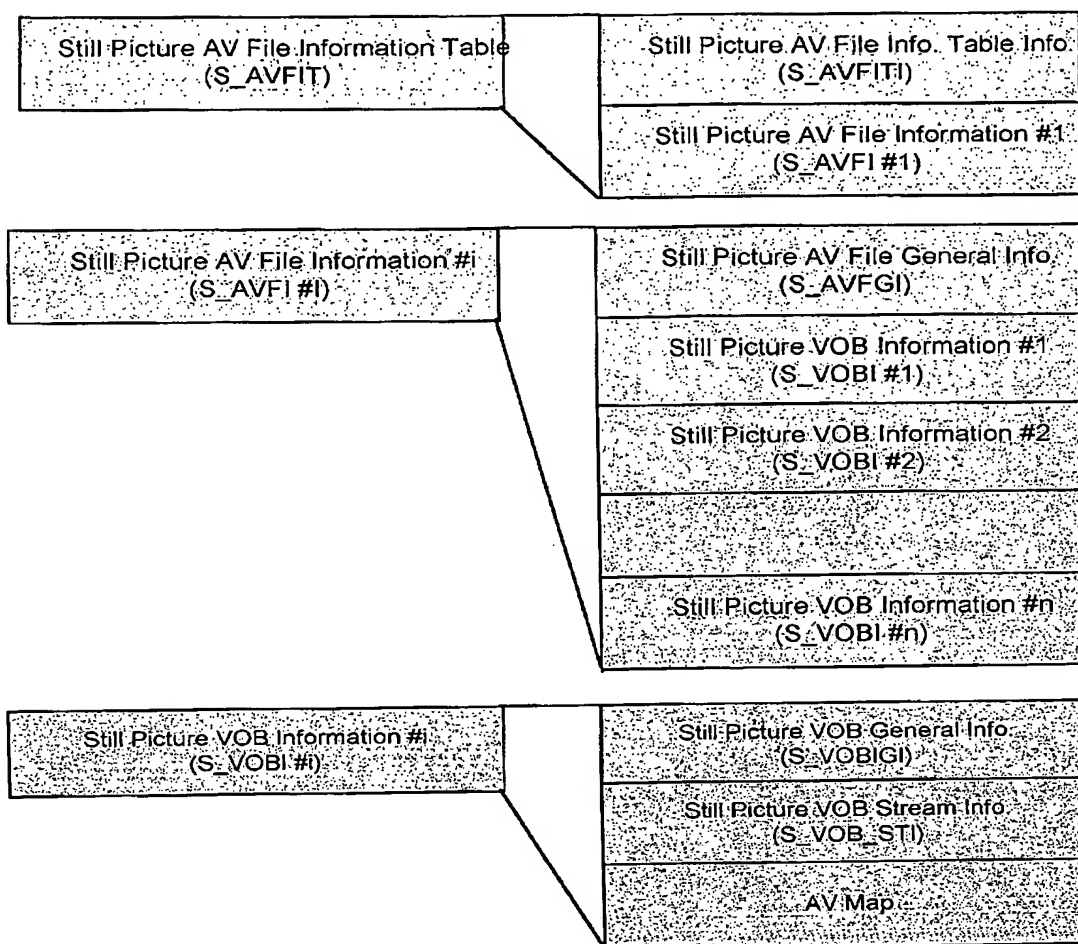 Still Picture AV File Information Table
(S_AVFIT)
Still Picture AV File Info. Table Info.
(S_AVFITI)
Still Picture AV File Information #1
(S_AVFI #1)
Still Picture AV File Information #i
(S_AVFI #I)
Still Picture AV File General Info.
(S_AVFGI)
Still Picture VOB Information #1
(S_VOBI #1)
Still Picture VOB Information #2
(S_VOBI #2)
Still Picture VOB Information #n
(S_VOBI #n)
Still Picture VOB Information #i
(S_VOBI #i)
Still Picture VOB General Info.
(S_VOBIGI)
Still Picture VOB Stream Info
(S_VOB_STI)
AV Map